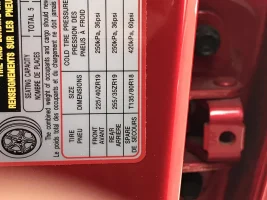 RENSEIGNEMENTS SUR LES PNEUS
SEATING CAPACITY
NOMBRE DE PLACES
TOTAL 5
The combined weight of occupants and cargo should never
Le poids total des occupants et du chargement ne doit jamais
TIRE
PNEU
SIZE
DIMENSIONS
COLD TIRE PRESSURE
PRESSION DES
PNEUS À FROID
FRONT
AVANT
225/40ZR19
250kPa, 36psi
REAR
ARRIÈRE
255/35ZR19
250kPa, 36psi
SPARE
DE SECOURS
T135/80R18
420kPa, 60psi